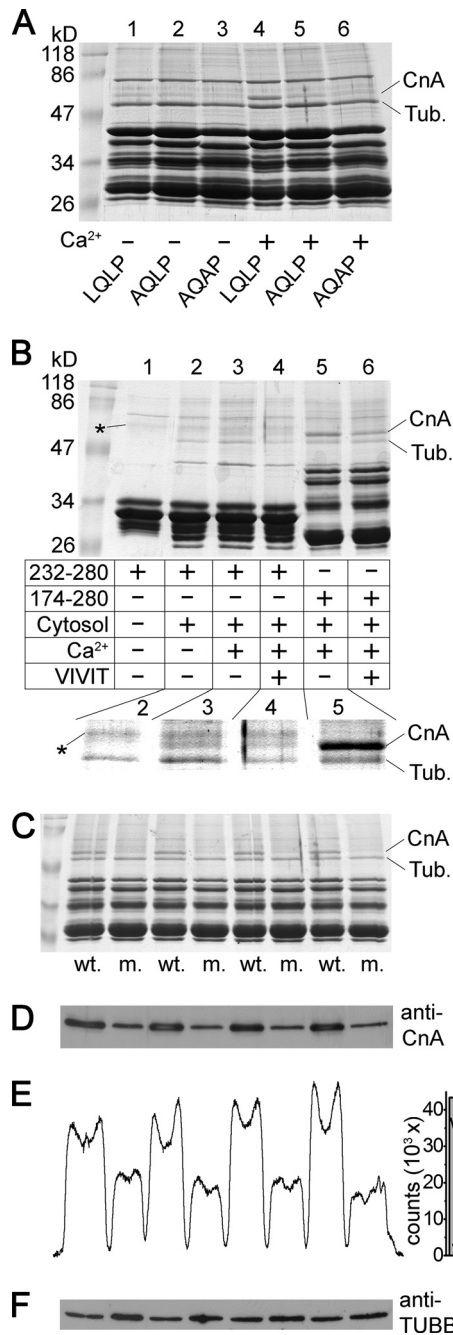 A
kD 1 2 3 4 5 6
118
86
CnA
47
Tub.
34
26
Ca2+ − − − + + +
LQLP AQLP AQAP LQLP AQLP AQAP
B
kD 1 2 3 4 5 6
118
86
*
CnA
47
Tub.
34
26
232-280 + + + + − −
174-280 − − − − + +
Cytosol − + + + + +
Ca2+ − − + + + +
VIVIT − − − + − +
2 3 4 5
*
CnA
Tub.
C
CnA
Tub.
wt. m. wt. m. wt. m. wt. m.
D
anti-
CnA
E
counts (10³ x)
40
30
20
10
0
F
anti-
TUBB